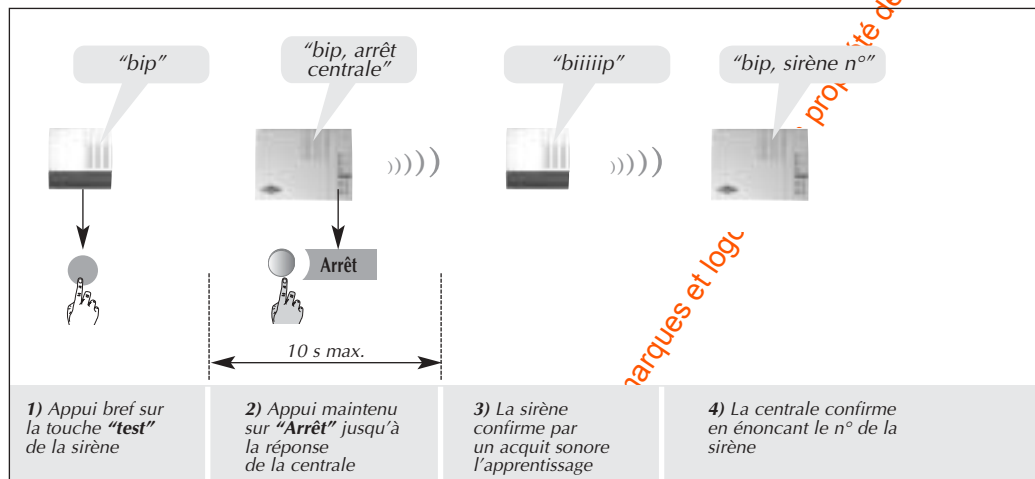 “bip”
“bip, arrêt
centrale”
“biiiiip”
“bip, sirène n°”
Arrêt
10 s max.
1) Appui bref sur
la touche “test”
de la sirène
2) Appui maintenu
sur “Arrêt” jusqu’à
la réponse
de la centrale
3) La sirène
confirme par
un acquit sonore
l’apprentissage
4) La centrale confirme
en énoncant le n° de la
sirène
et